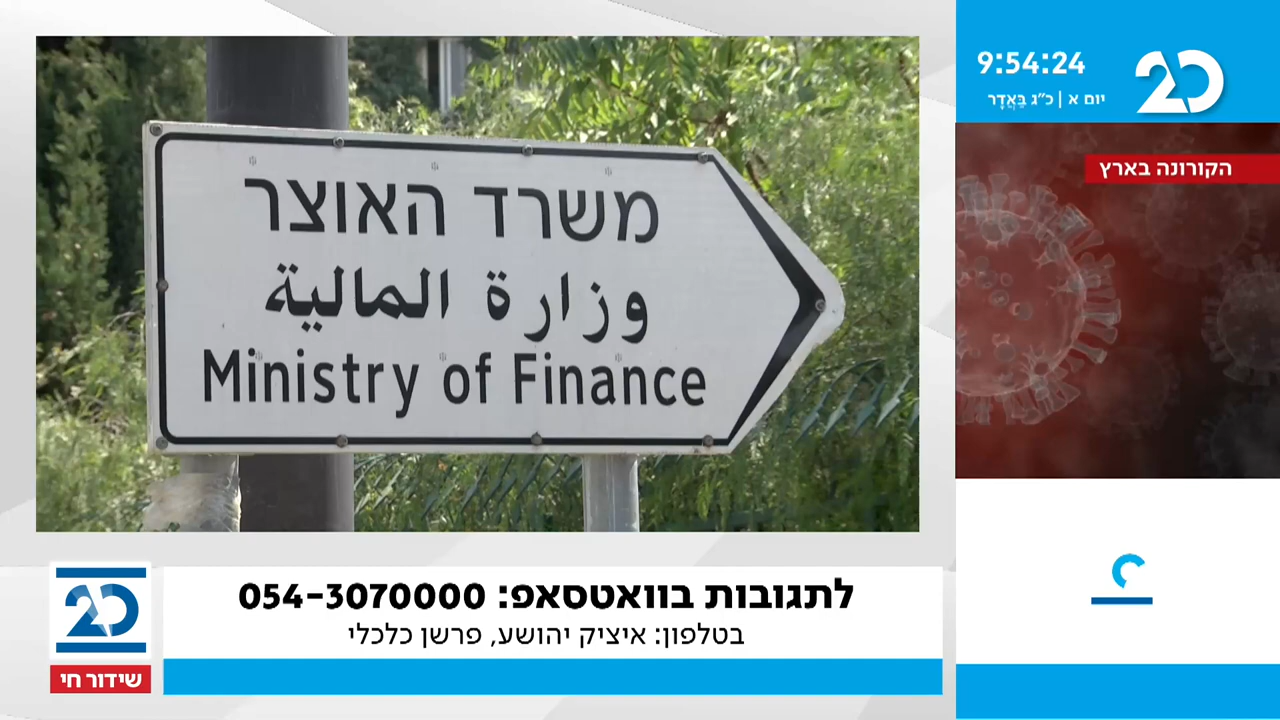 משרד האוצר
وزارة المالية
Ministry of Finance
9:54:24
יום א | כ״ג בַּאֲדָר
20
הקורונה בארץ
לתגובות בוואטסאפ: 054-3070000
בטלפון: איציק יהושע, פרשן כלכלי
20
שידור חי